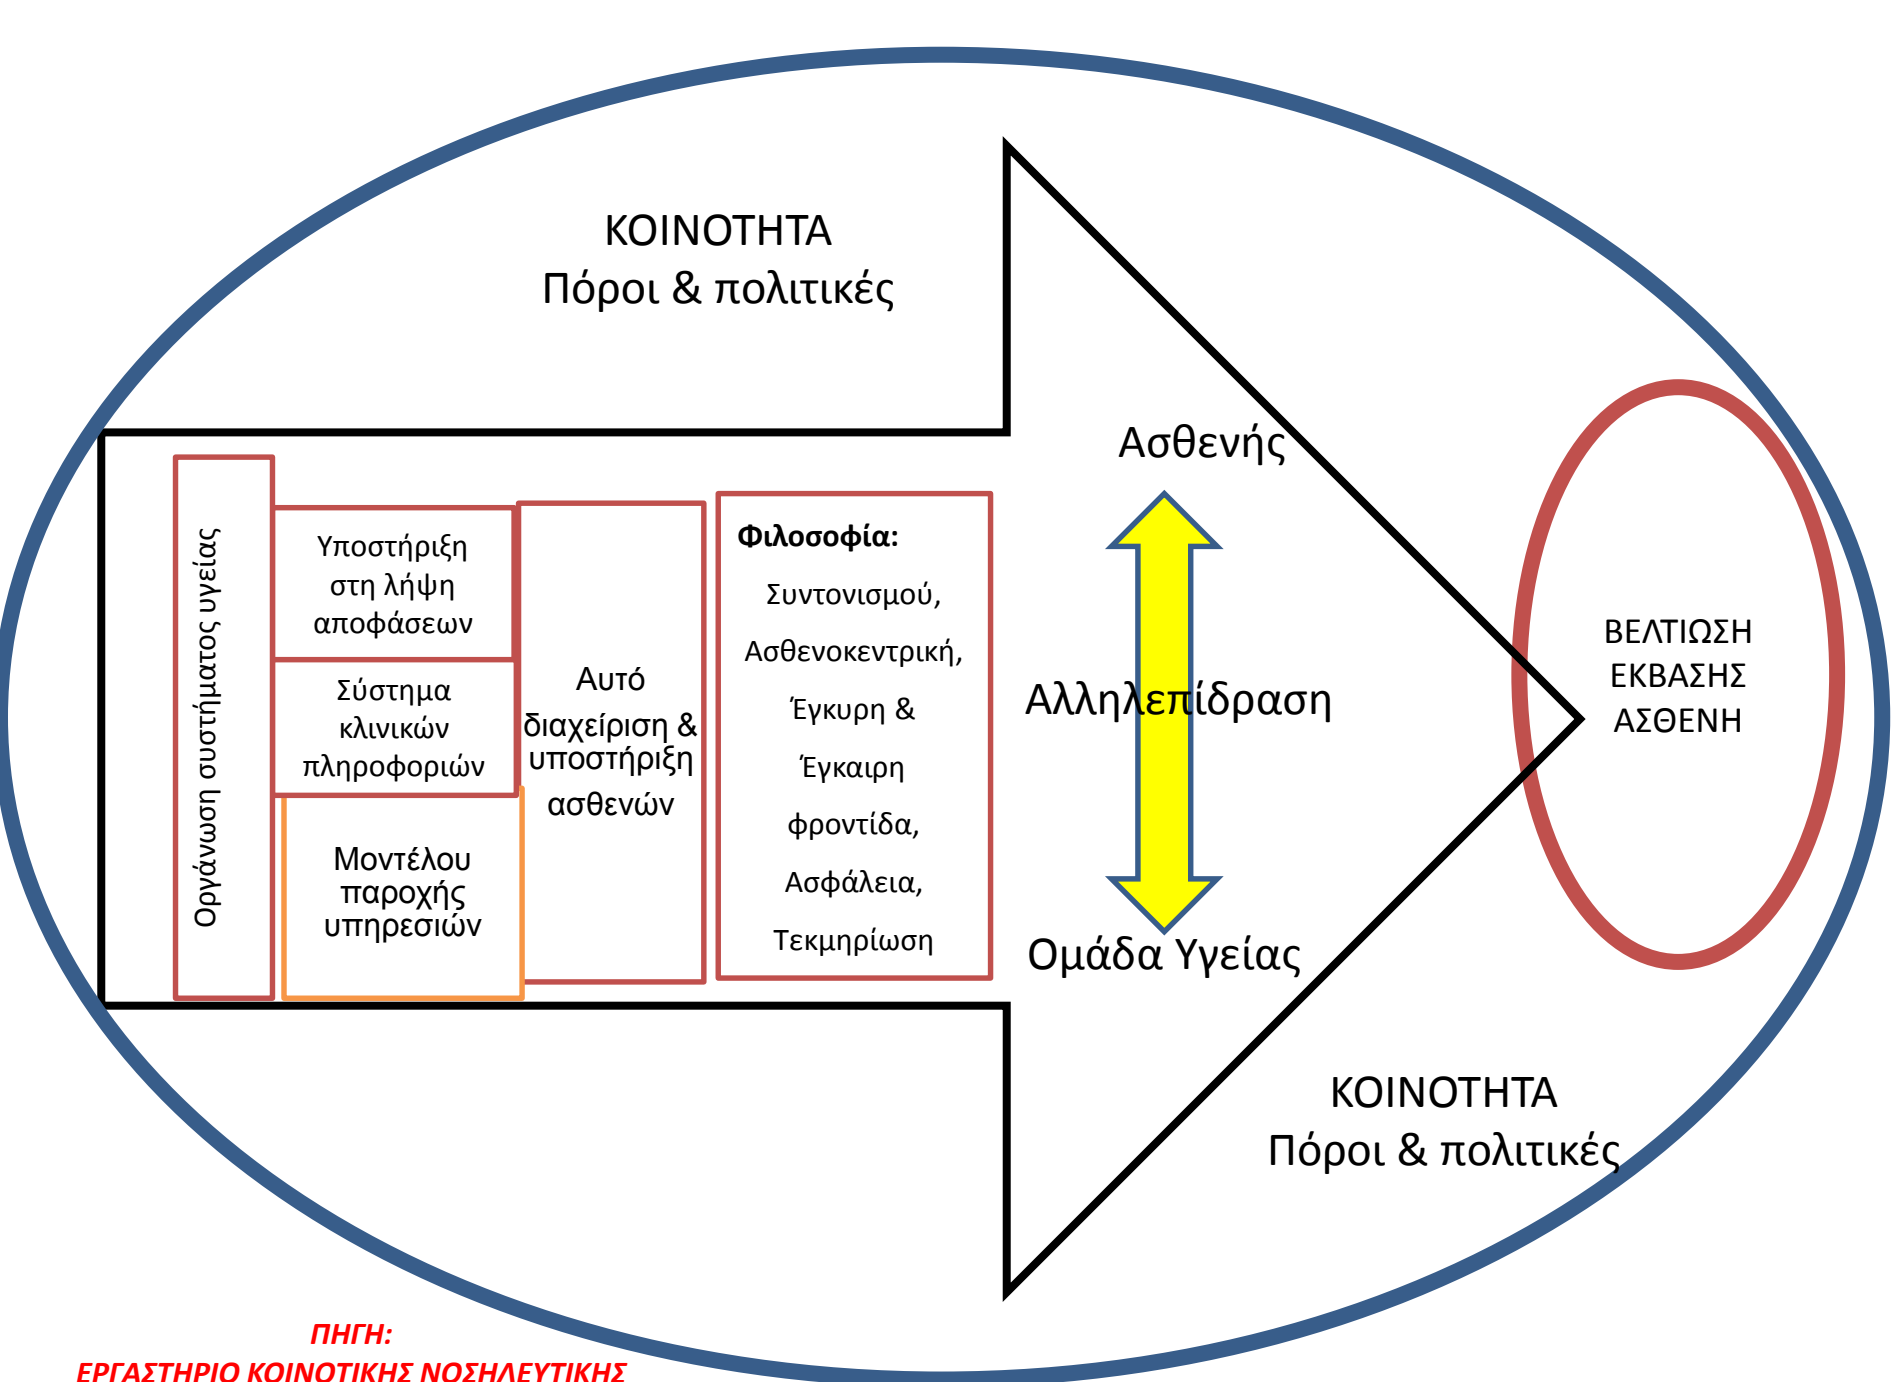 ΚΟΙΝΟΤΗΤΑ
Πόροι & πολιτικές
Οργάνωση συστήματος υγείας
Υποστήριξη
στη λήψη
αποφάσεων
Σύστημα
κλινικών
πληροφοριών
Μοντέλου
παροχής
υπηρεσιών
Αυτό
διαχείριση &
υποστήριξη
ασθενών
Φιλοσοφία:
Συντονισμού,
Ασθενοκεντρική,
Έγκυρη &
Έγκαιρη
φροντίδα,
Ασφάλεια,
Τεκμηρίωση
Ασθενής
Αλληλεπίδραση
Ομάδα Υγείας
ΒΕΛΤΙΩΣΗ
ΕΚΒΑΣΗΣ
ΑΣΘΕΝΗ
ΚΟΙΝΟΤΗΤΑ
Πόροι & πολιτικές
ΠΗΓΗ:
ΕΡΓΑΣΤΗΡΙΟ ΚΟΙΝΟΤΙΚΗΣ ΝΟΣΗΛΕΥΤΙΚΗΣ